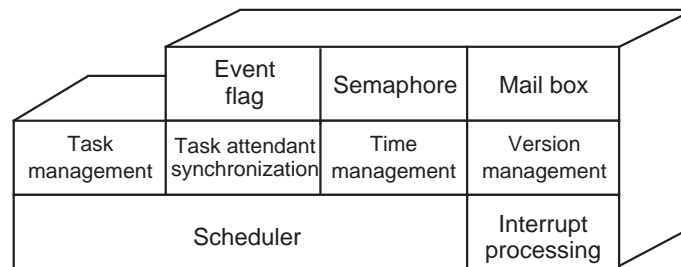 Event
flag
Semaphore
Mail box
Task
management
Task attendant
synchronization
Time
management
Version
management
Scheduler
Interrupt
processing